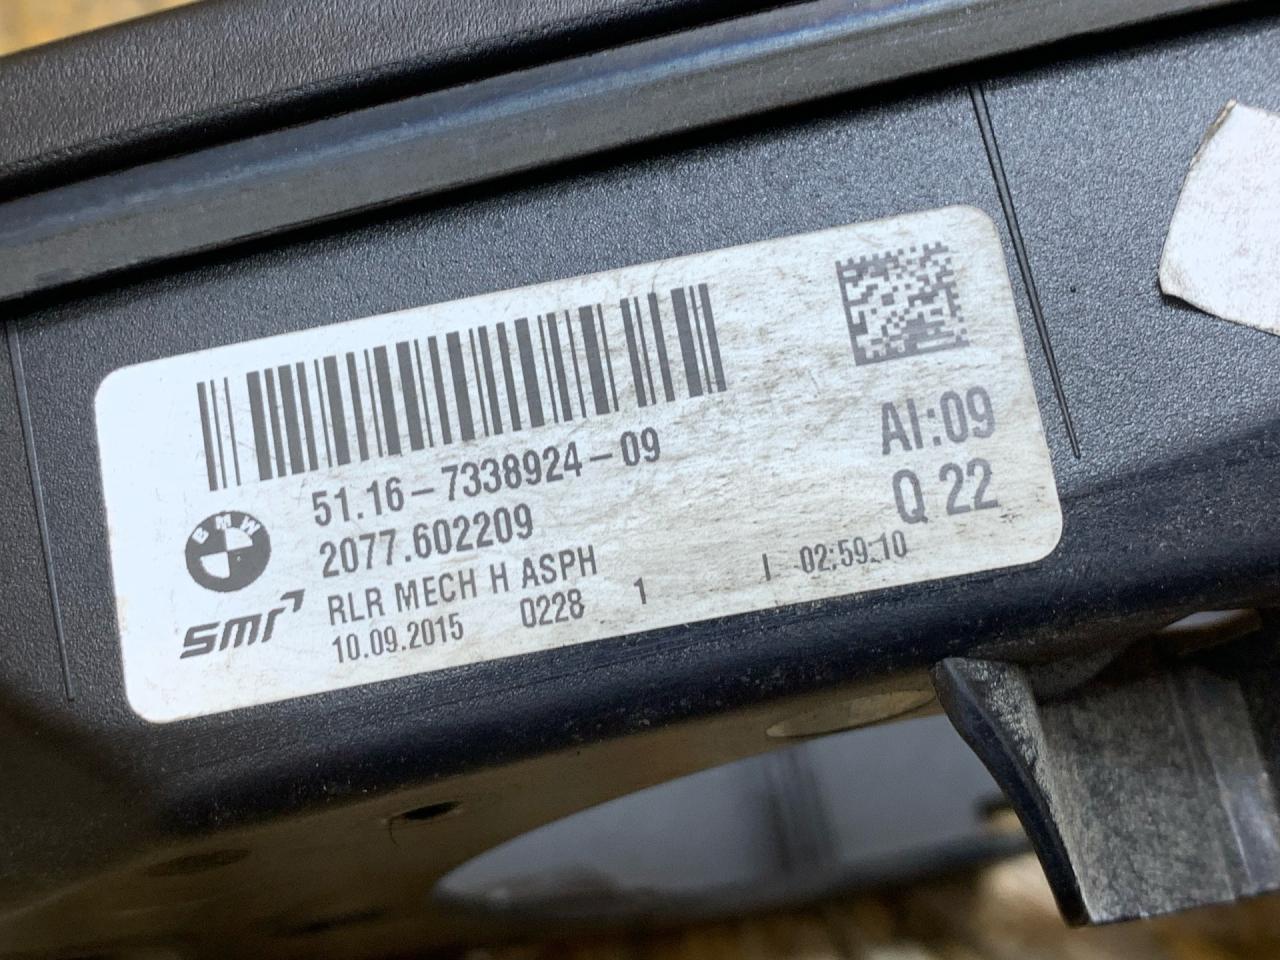 51.16-7338924-09
2077.602209
RLR MECH H ASPH
10.09.2015 0228 1 I 02:59:10
AI:09
Q 22
BMW
smr